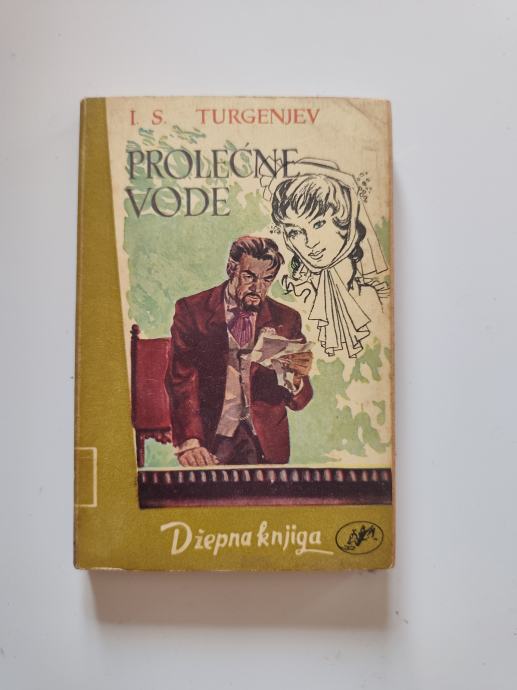 I. S. TURGENJEV
PROLEĆNE
VODE
Džepna knjiga